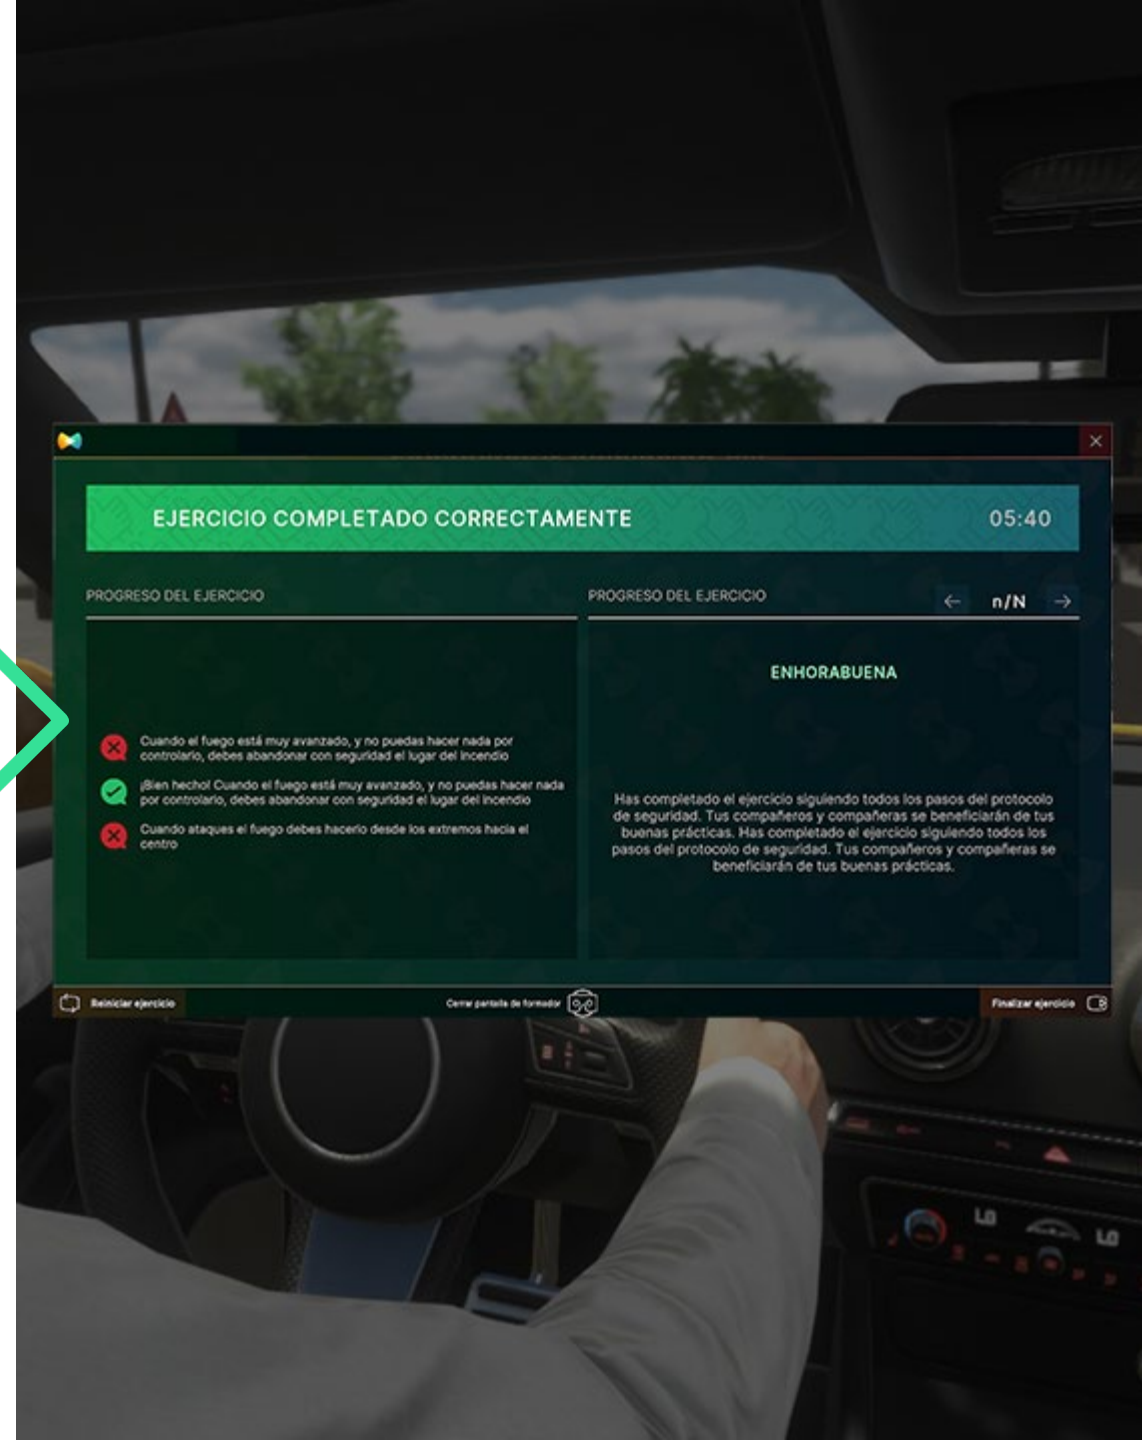 EJERCICIO COMPLETADO CORRECTAMENTE
05:40
PROGRESO DEL EJERCICIO
Cuando el fuego está muy avanzado, y no puedas hacer nada por
controlarlo, debes abandonar con seguridad el lugar del incendio
¡Bien hecho! Cuando el fuego está muy avanzado, y no puedas hacer nada
por controlarlo, debes abandonar con seguridad el lugar del incendio
Cuando ataques el fuego debes hacerlo desde los extremos hacia el
centro
PROGRESO DEL EJERCICIO
n/N
ENHORABUENA
Has completado el ejercicio siguiendo todos los pasos del protocolo
de seguridad. Tus compañeros y compañeras se beneficiarán de tus
buenas prácticas. Has completado el ejercicio siguiendo todos los
pasos del protocolo de seguridad. Tus compañeros y compañeras se
beneficiarán de tus buenas prácticas.
Reiniciar ejercicio
Cerrar pantalla de formador
Finalizar ejercicio
LO
LO